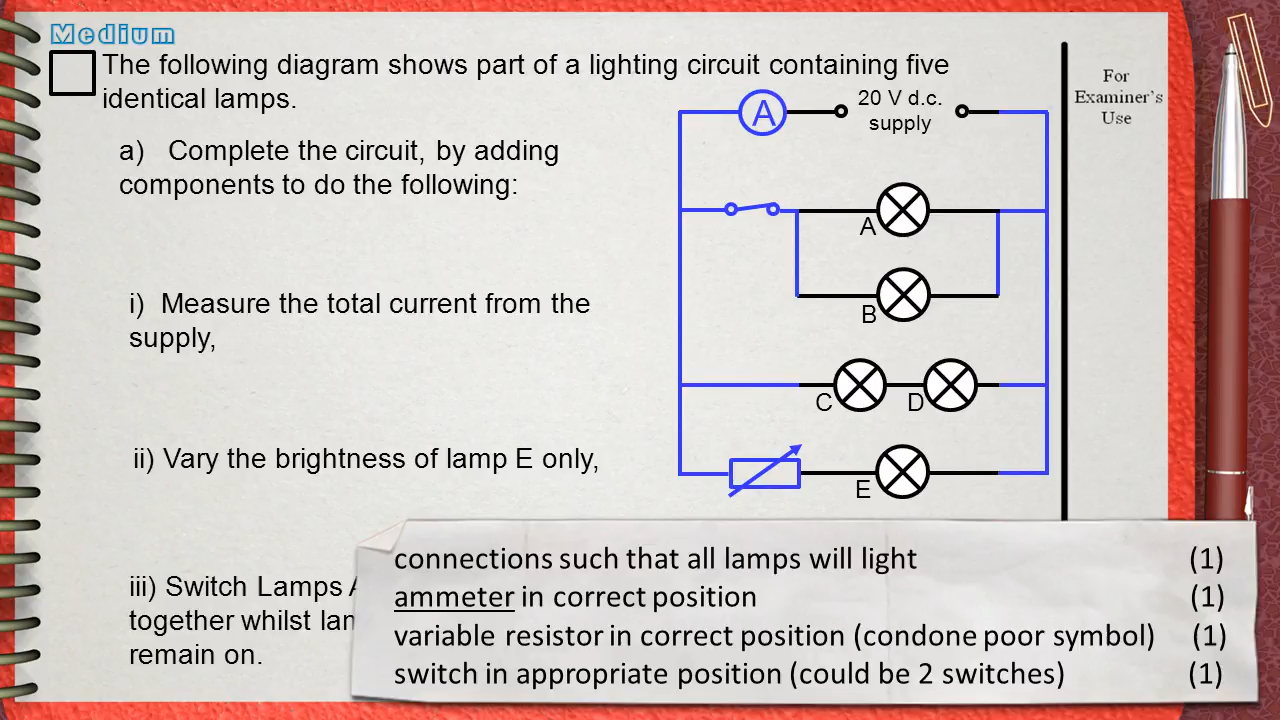 Medium
The following diagram shows part of a lighting circuit containing five
identical lamps.
a) Complete the circuit, by adding
components to do the following:
i) Measure the total current from the
supply,
ii) Vary the brightness of lamp E only,
iii) Switch Lamps
together whilst
remain on.
A
20 V d.c.
supply
A
B
C
D
E
For
Examiner's
Use
connections such that all lamps will light (1)
ammeter in correct position (1)
variable resistor in correct position (condone poor symbol) (1)
switch in appropriate position (could be 2 switches) (1)